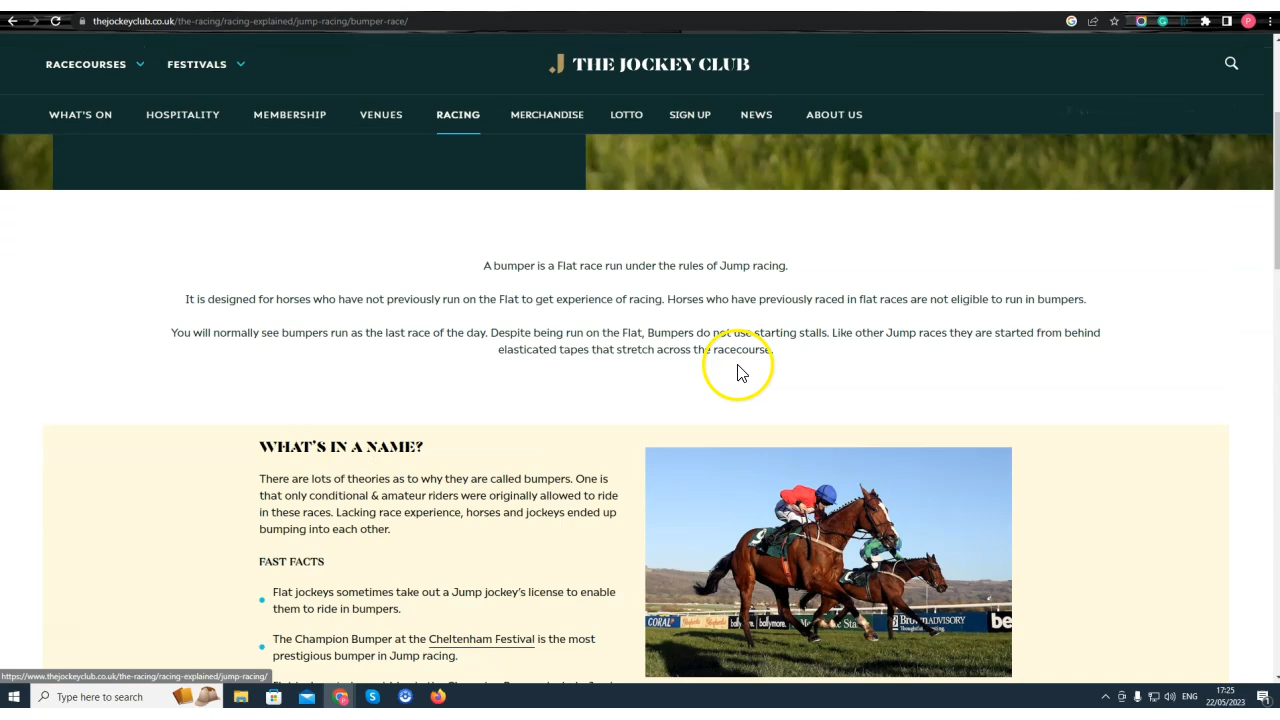 thejockeyclub.co.uk/the-racing/racing-explained/jump-racing/bumper-race/
RACECOURSES FESTIVALS THE JOCKEY CLUB
WHAT'S ON HOSPITALITY MEMBERSHIP VENUES RACING MERCHANDISE LOTTO SIGN UP NEWS ABOUT US
A bumper is a Flat race run under the rules of Jump racing.
It is designed for horses who have not previously run on the Flat to get experience of racing. Horses who have previously raced in flat races are not eligible to run in bumpers.
You will normally see bumpers run as the last race of the day. Despite being run on the Flat, Bumpers do not use starting stalls. Like other Jump races they are started from behind
elasticated tapes that stretch across the racecourse.
WHAT'S IN A NAME?
There are lots of theories as to why they are called bumpers. One is
that only conditional & amateur riders were originally allowed to ride
in these races. Lacking race experience, horses and jockeys ended up
bumping into each other.
FAST FACTS
Flat jockeys sometimes take out a Jump jockey's license to enable
them to ride in bumpers.
The Champion Bumper at the Cheltenham Festival is the most
prestigious bumper in Jump racing.
CORAL
BrownADVISORY
be
https://www.thejockeyclub.co.uk/the-racing/racing-explained/jump-racing/
Type here to search
ENG
17:25
22/05/2023